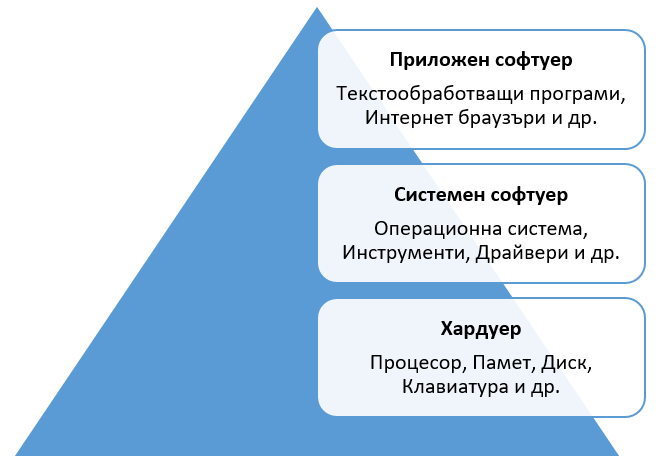 Приложен софтуер
Текстообработващи програми,
Интернет браузъри и др.
Системен софтуер
Операционна система,
Инструменти, Драйвери и др.
Хардуер
Процесор, Памет, Диск,
Клавиатура и др.